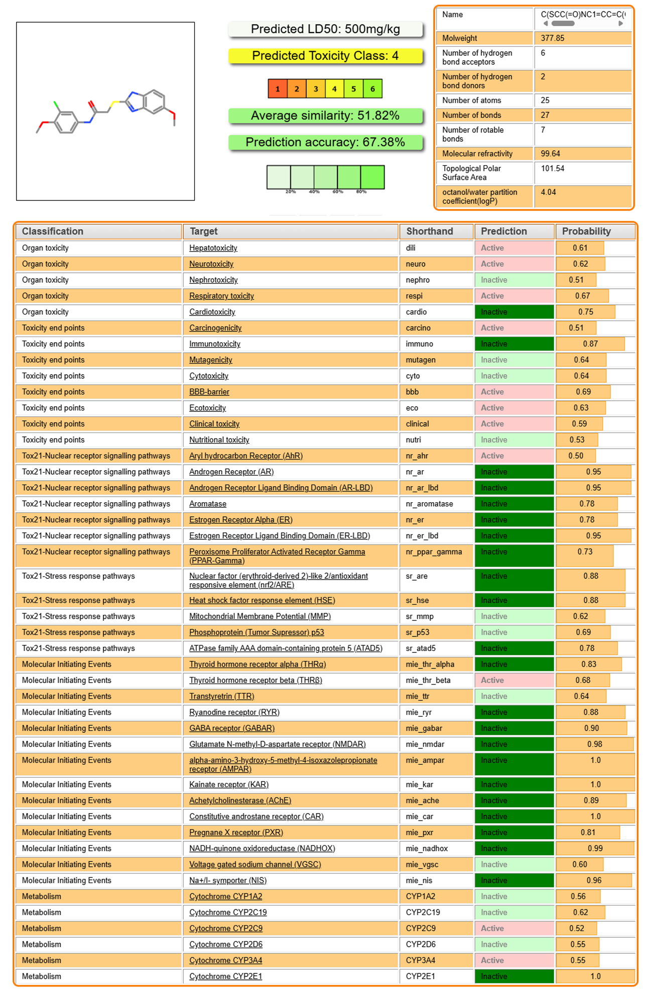 Predicted LD50: 500mg/kg
Predicted Toxicity Class: 4
1 2 3 4 5 6
Average similarity: 51.82%
Prediction accuracy: 67.38%
20% 40% 60% 80%
Name C(SCC(=O)NC1=CC=C(
Molweight 377.85
Number of hydrogen
bond acceptors 6
Number of hydrogen
bond donors 2
Number of atoms 25
Number of bonds 27
Number of rotable
bonds 7
Molecular refractivity 99.64
Topological Polar
Surface Area 101.54
octanol/water partition
coefficient(logP) 4.04
Classification Target Shorthand Prediction Probability
Organ toxicity Hepatotoxicity dili Active 0.61
Organ toxicity Neurotoxicity neuro Active 0.62
Organ toxicity Nephrotoxicity nephro Inactive 0.51
Organ toxicity Respiratory toxicity respi Active 0.67
Organ toxicity Cardiotoxicity cardio Inactive 0.75
Toxicity end points Carcinogenicity carcino Active 0.51
Toxicity end points Immunotoxicity immuno Inactive 0.87
Toxicity end points Mutagenicity mutagen Inactive 0.64
Toxicity end points Cytotoxicity cyto Inactive 0.64
Toxicity end points BBB-barrier bbb Active 0.69
Toxicity end points Ecotoxicity eco Active 0.63
Toxicity end points Clinical toxicity clinical Active 0.59
Toxicity end points Nutritional toxicity nutri Inactive 0.53
Tox21-Nuclear receptor signalling pathways Aryl hydrocarbon Receptor (AhR) nr_ahr Active 0.50
Tox21-Nuclear receptor signalling pathways Androgen Receptor (AR) nr_ar Inactive 0.95
Tox21-Nuclear receptor signalling pathways Androgen Receptor Ligand Binding Domain (AR-LBD) nr_ar_lbd Inactive 0.95
Tox21-Nuclear receptor signalling pathways Aromatase nr_aromatase Inactive 0.78
Tox21-Nuclear receptor signalling pathways Estrogen Receptor Alpha (ER) nr_er Inactive 0.78
Tox21-Nuclear receptor signalling pathways Estrogen Receptor Ligand Binding Domain (ER-LBD) nr_er_lbd Inactive 0.95
Tox21-Nuclear receptor signalling pathways Peroxisome Proliferator Activated Receptor Gamma
(PPAR-Gamma) nr_ppar_gamma Inactive 0.73
Tox21-Stress response pathways Nuclear factor (erythroid-derived 2)-like 2/antioxidant
responsive element (nrf2/ARE) sr_are Inactive 0.88
Tox21-Stress response pathways Heat shock factor response element (HSE) sr_hse Inactive 0.88
Tox21-Stress response pathways Mitochondrial Membrane Potential (MMP) sr_mmp Inactive 0.62
Tox21-Stress response pathways Phosphoprotein (Tumor Supressor) p53 sr_p53 Inactive 0.69
Tox21-Stress response pathways ATPase family AAA domain-containing protein 5 (ATAD5) sr_atad5 Inactive 0.78
Molecular Initiating Events Thyroid hormone receptor alpha (THRα) mie_thr_alpha Inactive 0.83
Molecular Initiating Events Thyroid hormone receptor beta (THRβ) mie_thr_beta Active 0.68
Molecular Initiating Events Transtyretrin (TTR) mie_ttr Inactive 0.64
Molecular Initiating Events Ryanodine receptor (RYR) mie_ryr Inactive 0.88
Molecular Initiating Events GABA receptor (GABAR) mie_gabar Inactive 0.90
Molecular Initiating Events Glutamate N-methyl-D-aspartate receptor (NMDAR) mie_nmdar Inactive 0.98
Molecular Initiating Events alpha-amino-3-hydroxy-5-methyl-4-isoxazolepropionate
receptor (AMPAR) mie_ampar Inactive 1.0
Molecular Initiating Events Kainate receptor (KAR) mie_kar Inactive 1.0
Molecular Initiating Events Achetylcholinesterase (AChE) mie_ache Inactive 0.89
Molecular Initiating Events Constitutive androstane receptor (CAR) mie_car Inactive 1.0
Molecular Initiating Events Pregnane X receptor (PXR) mie_pxr Inactive 0.81
Molecular Initiating Events NADH-quinone oxidoreductase (NADHOX) mie_nadhox Inactive 0.99
Molecular Initiating Events Voltage gated sodium channel (VGSC) mie_vgsc Inactive 0.60
Molecular Initiating Events Na+/I- symporter (NIS) mie_nis Inactive 0.96
Metabolism Cytochrome CYP1A2 CYP1A2 Inactive 0.56
Metabolism Cytochrome CYP2C19 CYP2C19 Inactive 0.62
Metabolism Cytochrome CYP2C9 CYP2C9 Active 0.52
Metabolism Cytochrome CYP2D6 CYP2D6 Inactive 0.55
Metabolism Cytochrome CYP3A4 CYP3A4 Active 0.55
Metabolism Cytochrome CYP2E1 CYP2E1 Inactive 1.0